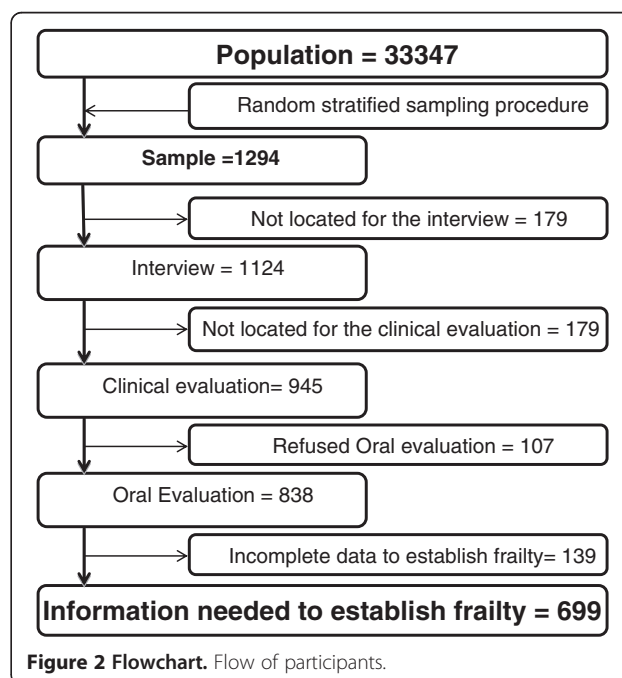 Population = 33347
Random stratified sampling procedure
Sample =1294
Not located for the interview = 179
Interview = 1124
Not located for the clinical evaluation = 179
Clinical evaluation= 945
Refused Oral evaluation = 107
Oral Evaluation = 838
Incomplete data to establish frailty= 139
Information needed to establish frailty = 699
Figure 2 Flowchart. Flow of participants.